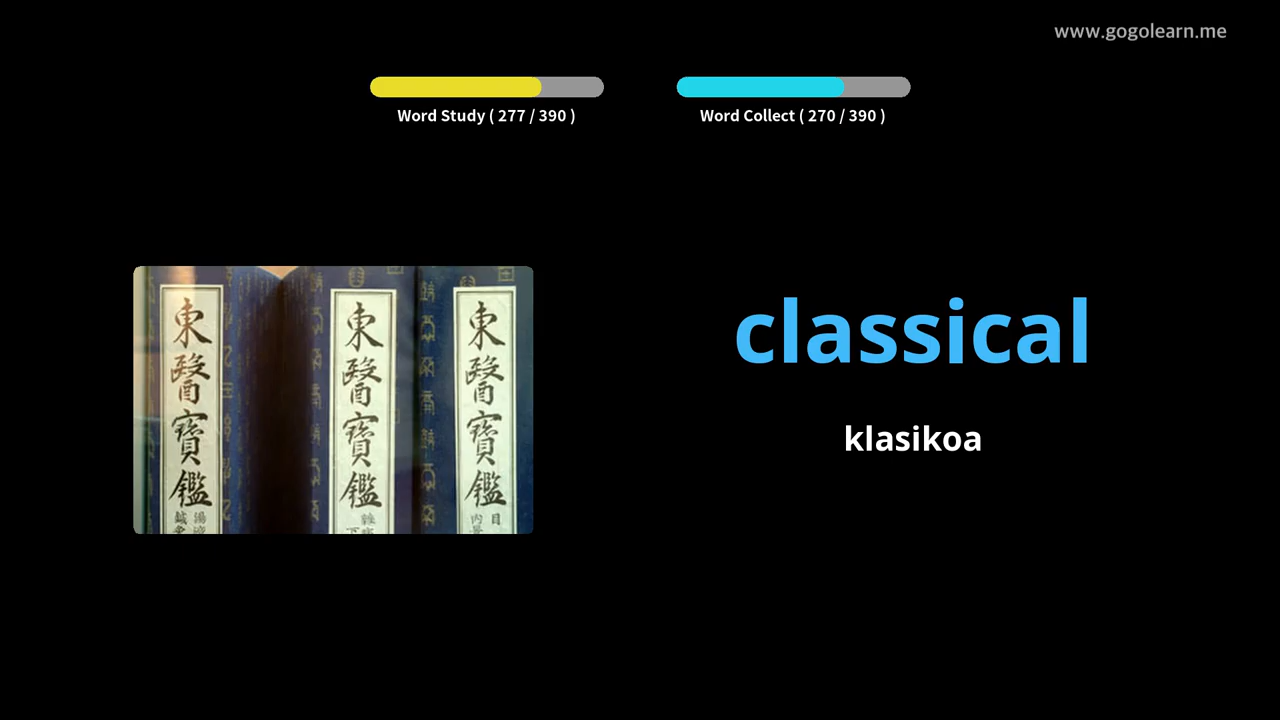 www.gogolearn.me
Word Study ( 277 / 390 )
Word Collect ( 270 / 390 )
東醫寶鑑
東醫寶鑑
東醫寶鑑
classical
klasikoa